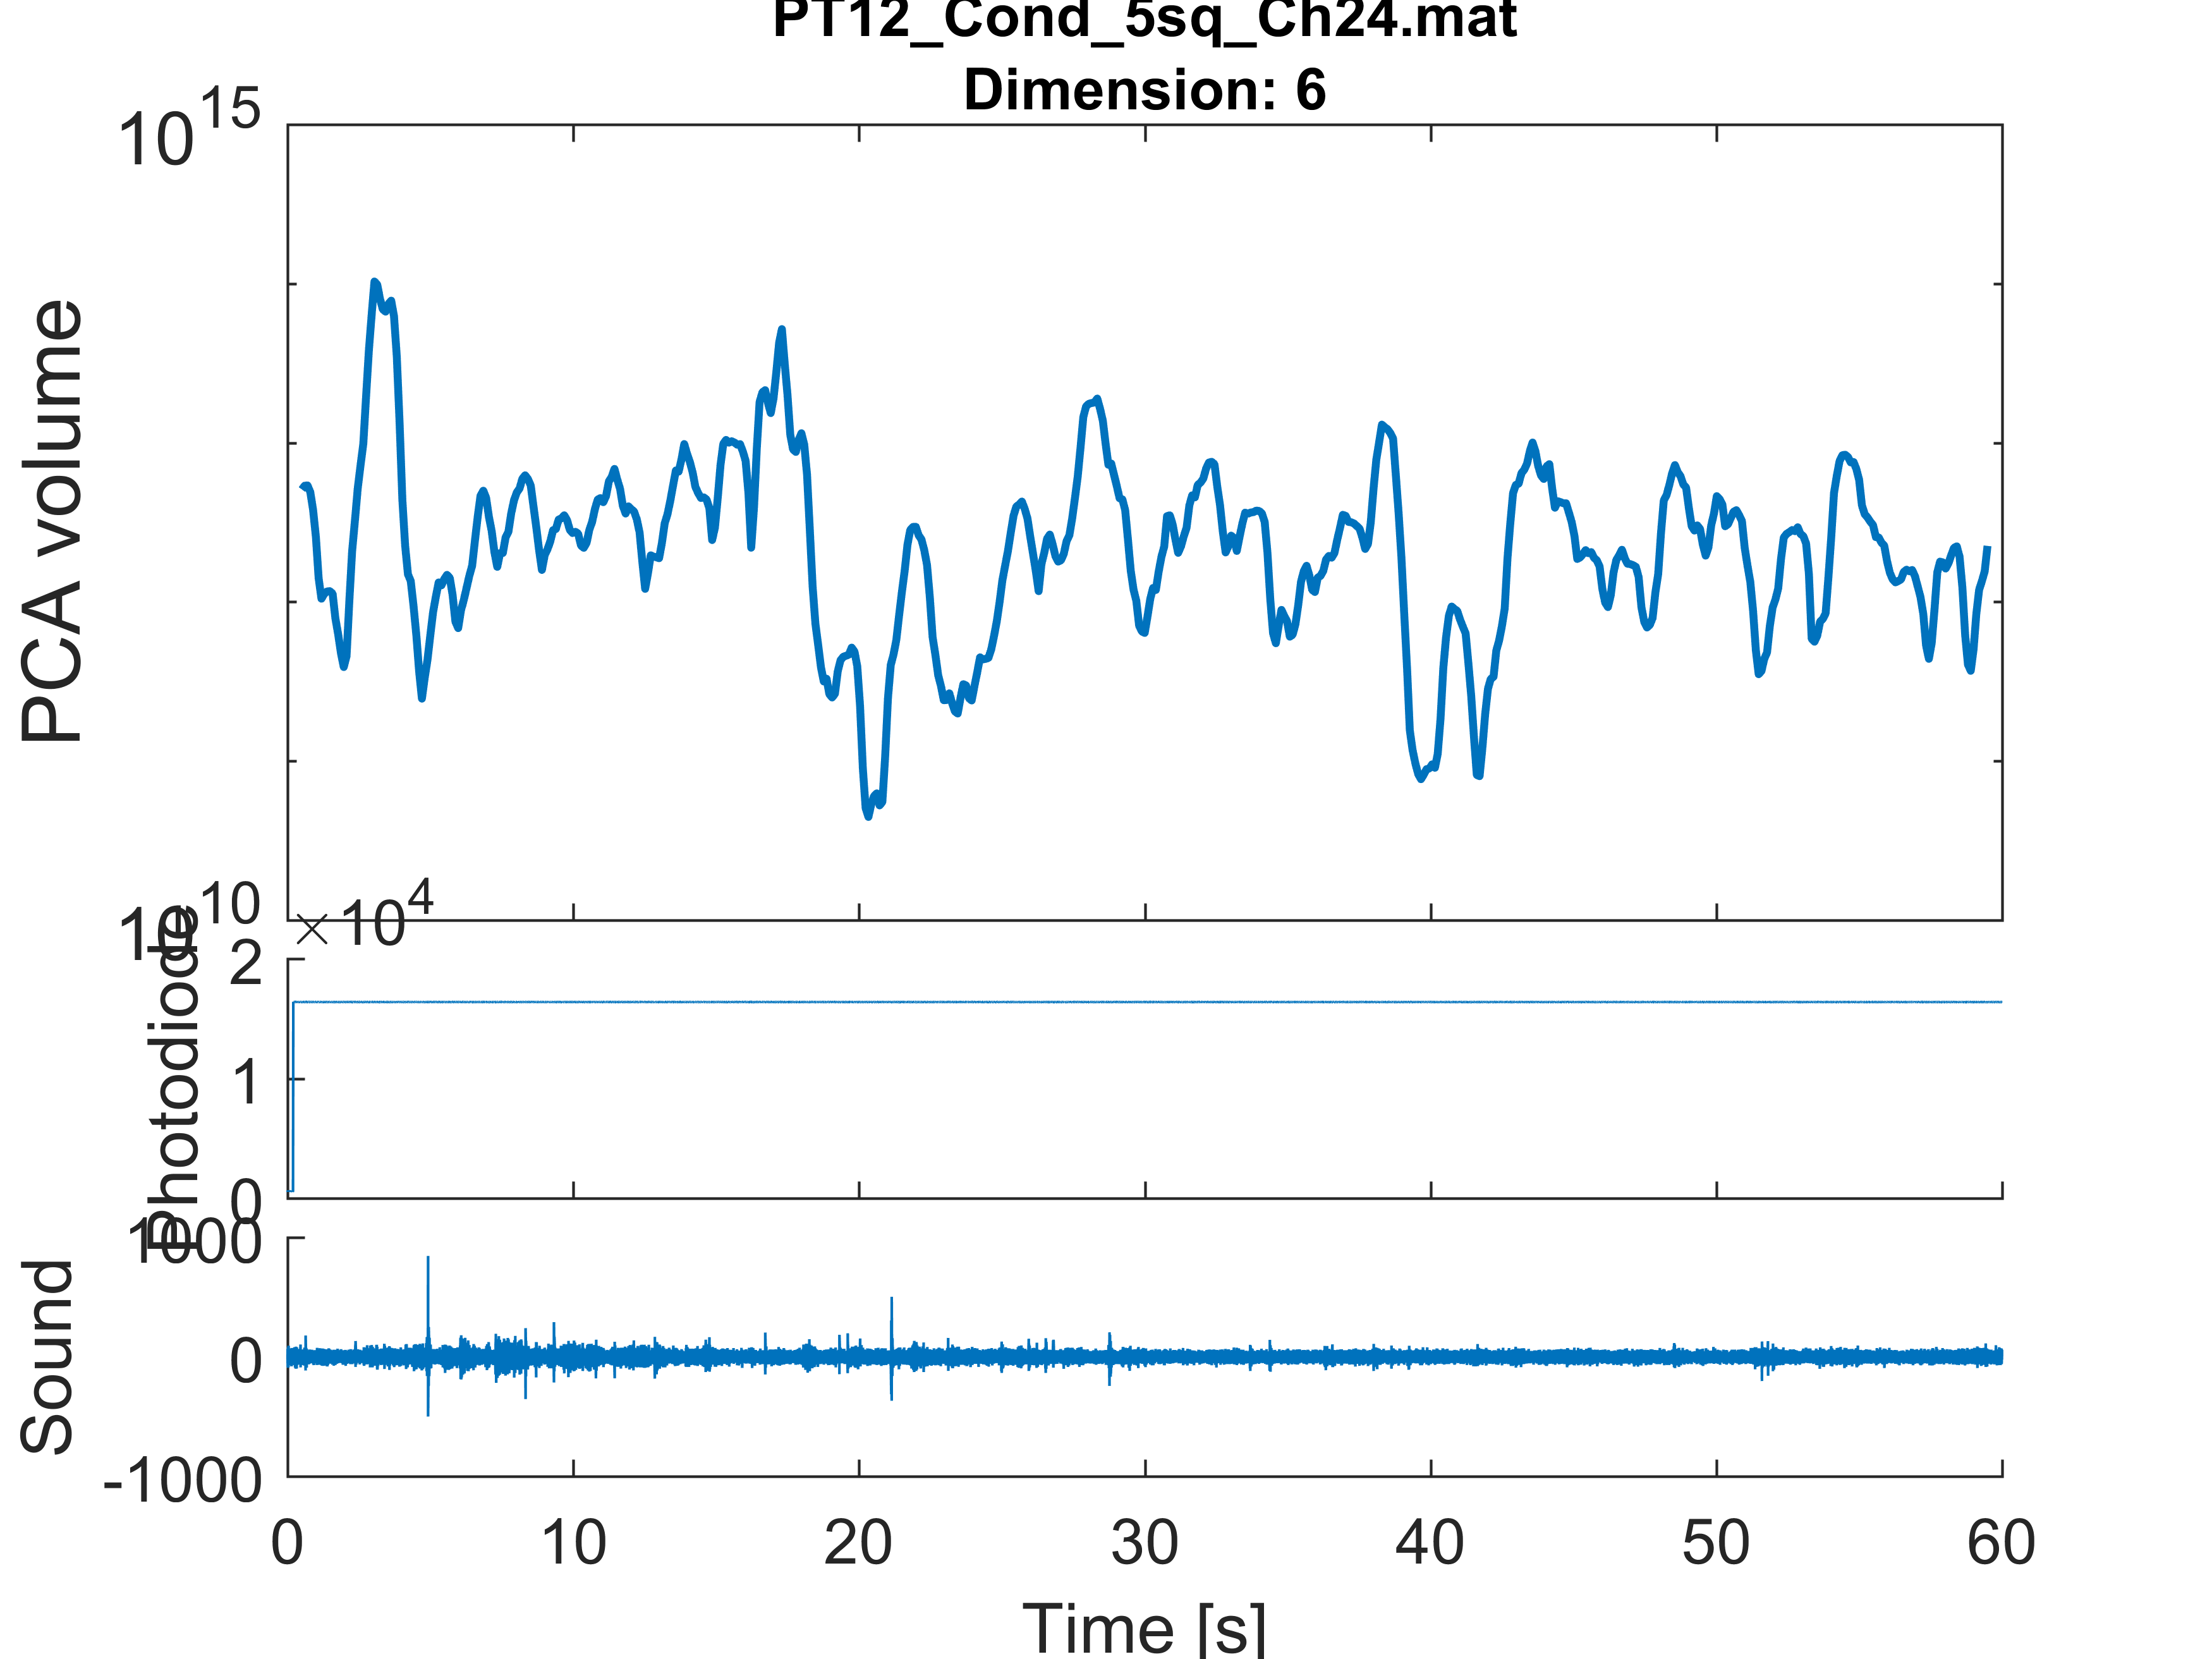 PT12_Cond_5sq_Ch24.mat
Dimension: 6
10^15
PCA volume
10^10
×10^4
2
Photodiode
1
0
1000
Sound
0
-1000
0 10 20 30 40 50 60
Time [s]